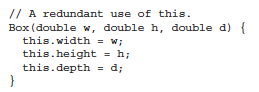 // A redundant use of this.
Box(double w, double h, double d) {
  this.width = w;
  this.height = h;
  this.depth = d;
}